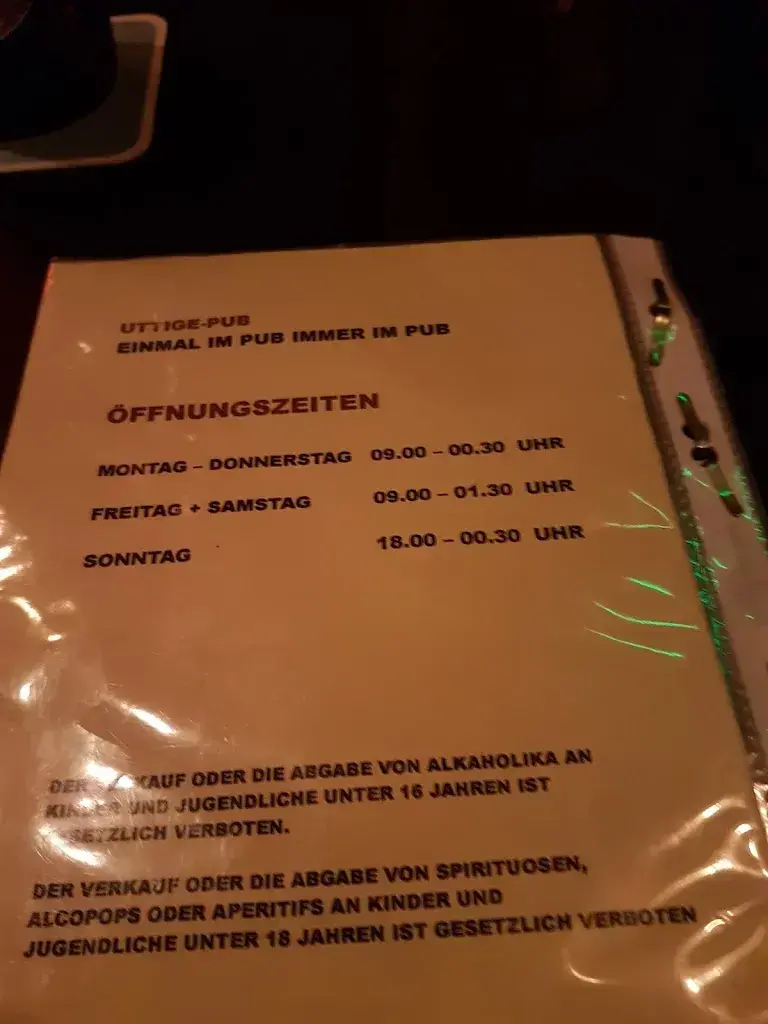 UTTIGE-PUB
EINMAL IM PUB IMMER IM PUB
ÖFFNUNGSZEITEN
MONTAG – DONNERSTAG 09.00 – 00.30 UHR
FREITAG + SAMSTAG 09.00 – 01.30 UHR
SONNTAG 18.00 – 00.30 UHR
DER VERKAUF ODER DIE ABGABE VON ALKAHOLIKA AN
KINDER UND JUGENDLICHE UNTER 16 JAHREN IST
GESETZLICH VERBOTEN.
DER VERKAUF ODER DIE ABGABE VON SPIRITUOSEN,
ALCOPOPS ODER APERITIFS AN KINDER UND
JUGENDLICHE UNTER 18 JAHREN IST GESETZLICH VERBOTEN